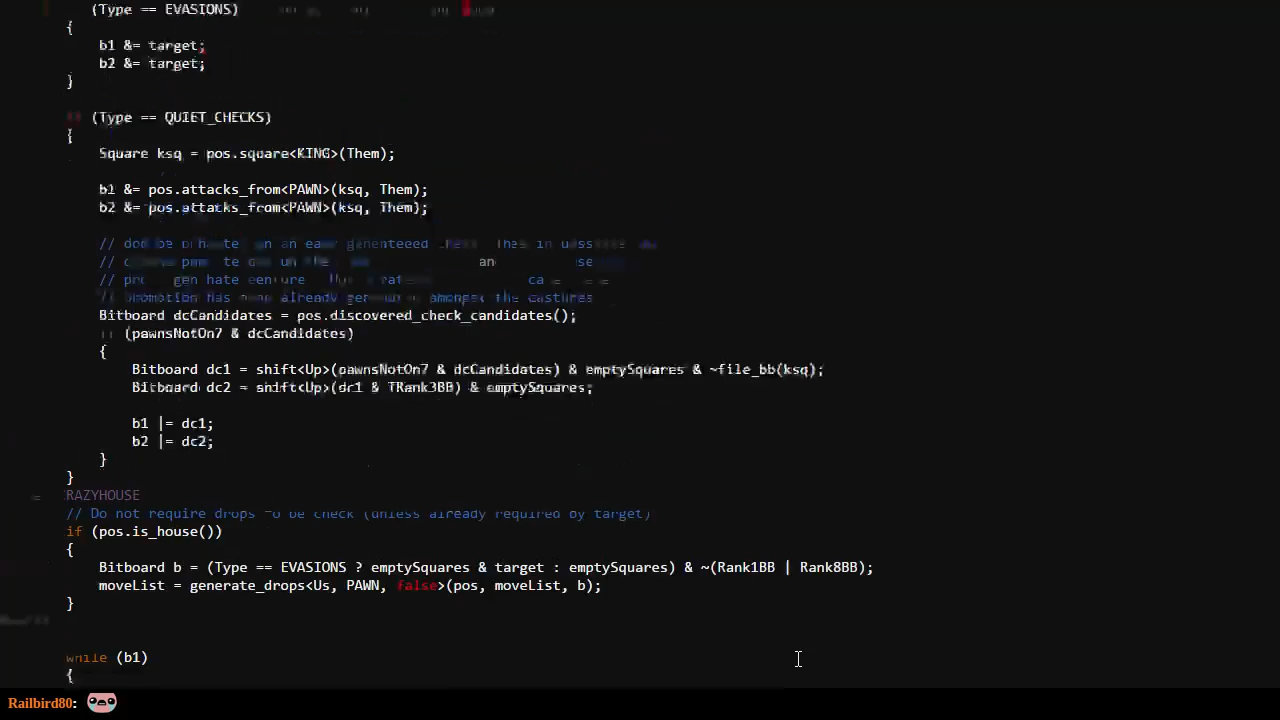 (Type == EVASIONS)
{
b1 &= target;
b2 &= target;
}
(Type == QUIET_CHECKS)
{
Square ksq = pos.square<KING>(Them);
b1 &= pos.attacks_from<PAWN>(ksq, Them);
b2 &= pos.attacks_from<PAWN>(ksq, Them);
//
// and
//
// promotion has already amongst the
Bitboard dcCandidates = pos.discovered_check_candidates();
(pawnsNotOn7 & dcCandidates)
{
Bitboard dc1 = shift<Up>(pawnsNotOn7 & dcCandidates) & emptySquares & ~file_bb(ksq);
Bitboard dc2 = shift<Up>(dc1 & TRank3BB) & emptySquares;
b1 |= dc1;
b2 |= dc2;
}
}
RAZYHOUSE
// Do not require drops to be check (unless already required by target)
if (pos.is_house())
{
Bitboard b = (Type == EVASIONS ? emptySquares & target : emptySquares) & ~(Rank1BB | Rank8BB);
moveList = generate_drops<Us, PAWN, false>(pos, moveList, b);
}
while (b1)
{
Railbird80: